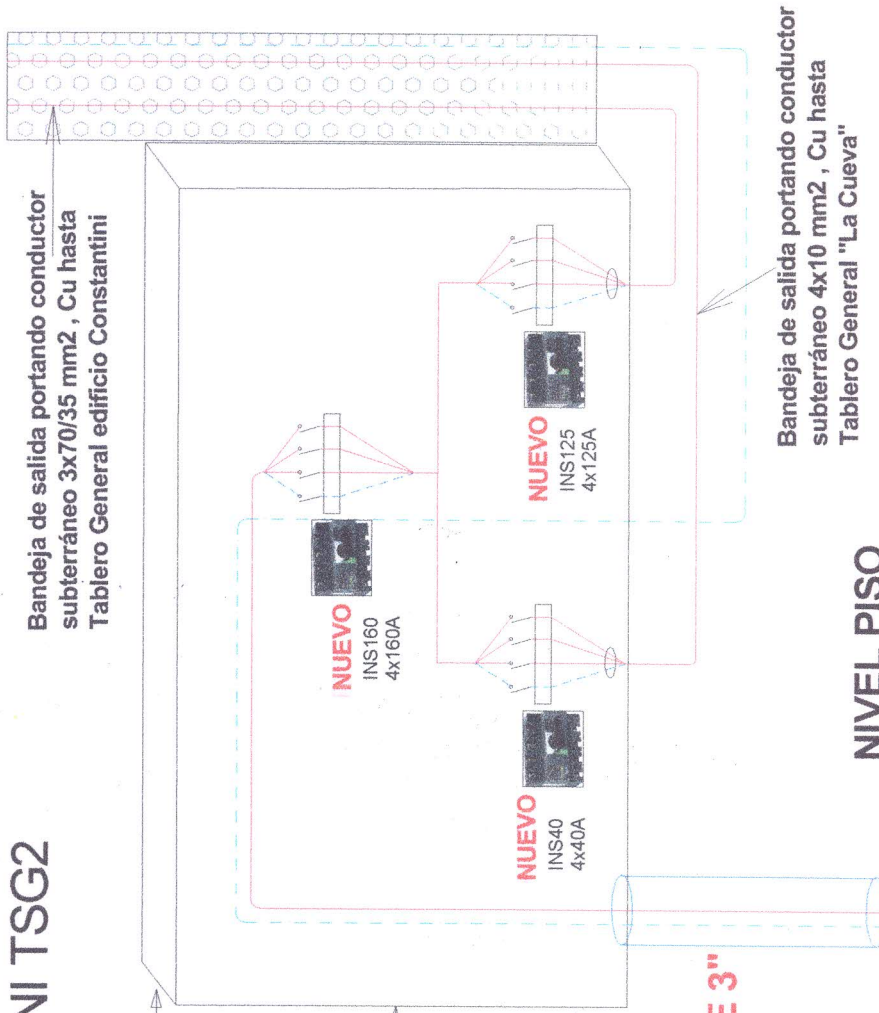 NI TSG2
Bandeja de salida portando conductor
subterráneo 3x70/35 mm2 , Cu hasta
Tablero General edificio Constantini
NUEVO
INS160
4x160A
NUEVO
INS40
4x40A
NUEVO
INS125
4x125A
E 3"
NIVEL PISO
Bandeja de salida portando conductor
subterráneo 4x10 mm2 , Cu hasta
Tablero General "La Cueva"